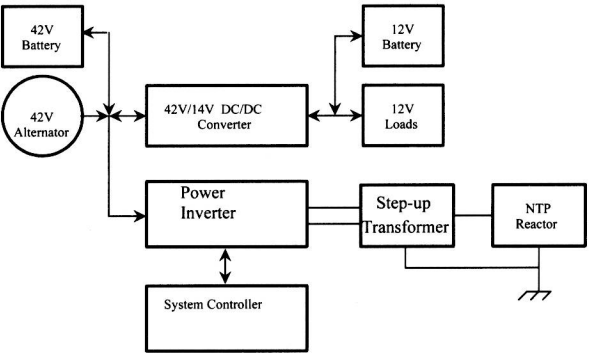 42V
Battery
12V
Battery
42V
Alternator
42V/14V DC/DC
Converter
12V
Loads
Power
Inverter
Step-up
Transformer
NTP
Reactor
System Controller